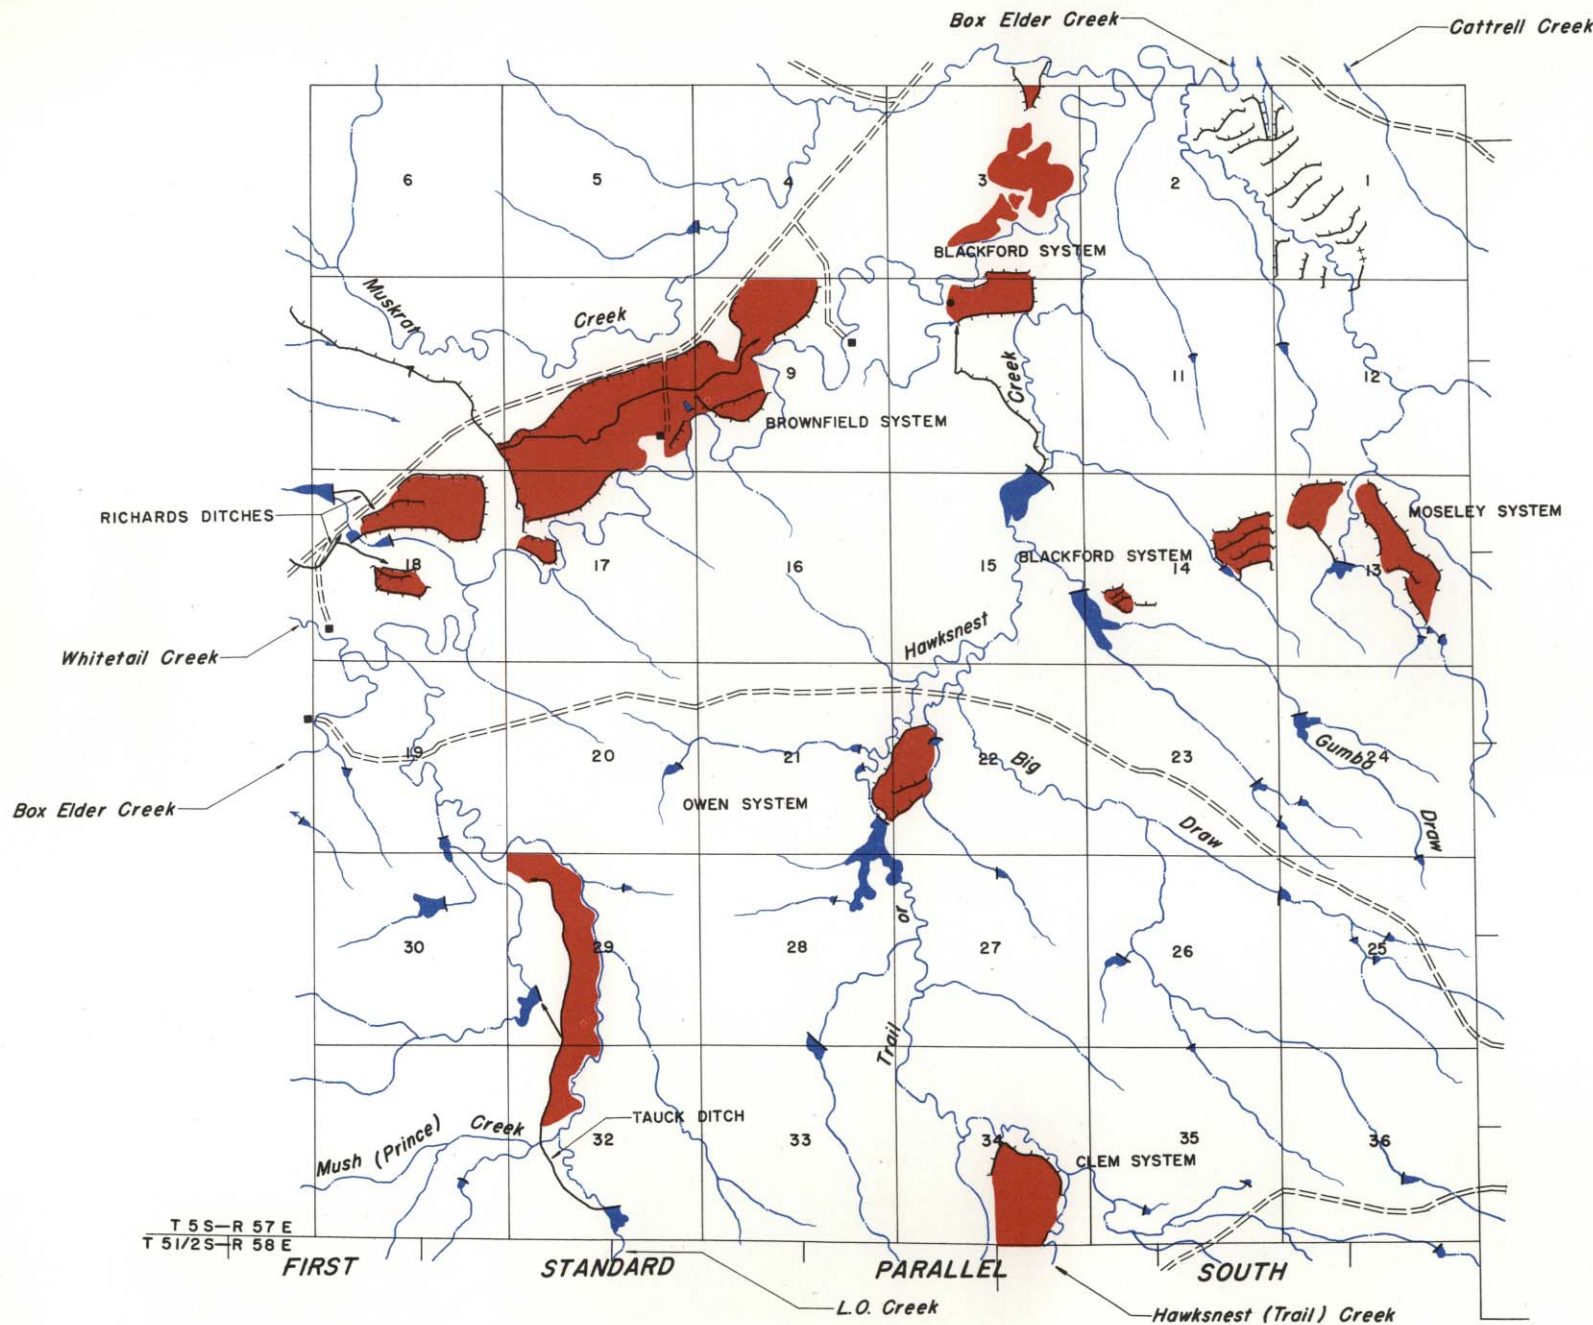 Box Elder Creek
Cattrell Creek
6
5
4
3
2
1
BLACKFORD SYSTEM
Muskrat
Creek
9
Creek
11
12
BROWNFIELD SYSTEM
RICHARDS DITCHES
MOSELEY SYSTEM
18
17
16
15
BLACKFORD SYSTEM
14
13
Hawksnest
Whitetail Creek
19
20
21
22
Big
23
Gumbo
24
Box Elder Creek
OWEN SYSTEM
Draw
Draw
or
30
29
28
27
26
25
Trail
TAUCK DITCH
Mush (Prince) Creek
32
33
34
35
36
CLEM SYSTEM
T 5 S—R 57 E
T 5 1/2 S—R 58 E
FIRST STANDARD PARALLEL SOUTH
L.O. Creek
Hawksnest (Trail) Creek